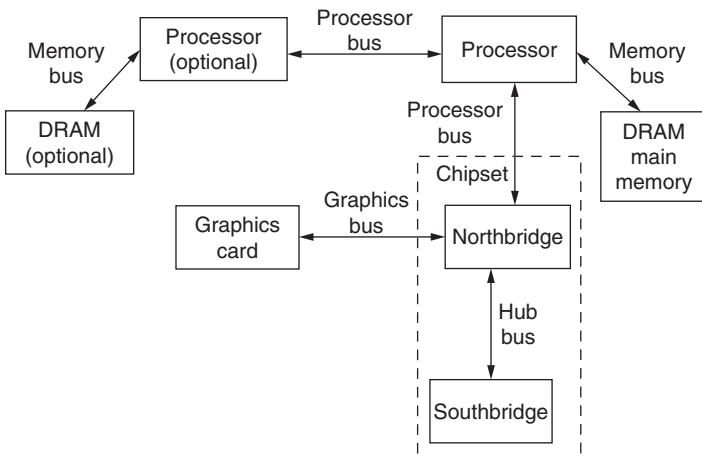 Processor
bus
Memory
bus
Processor
(optional)
Processor
Memory
bus
DRAM
(optional)
Processor
bus
DRAM
main
memory
Chipset
Graphics
bus
Graphics
card
Northbridge
Hub
bus
Southbridge